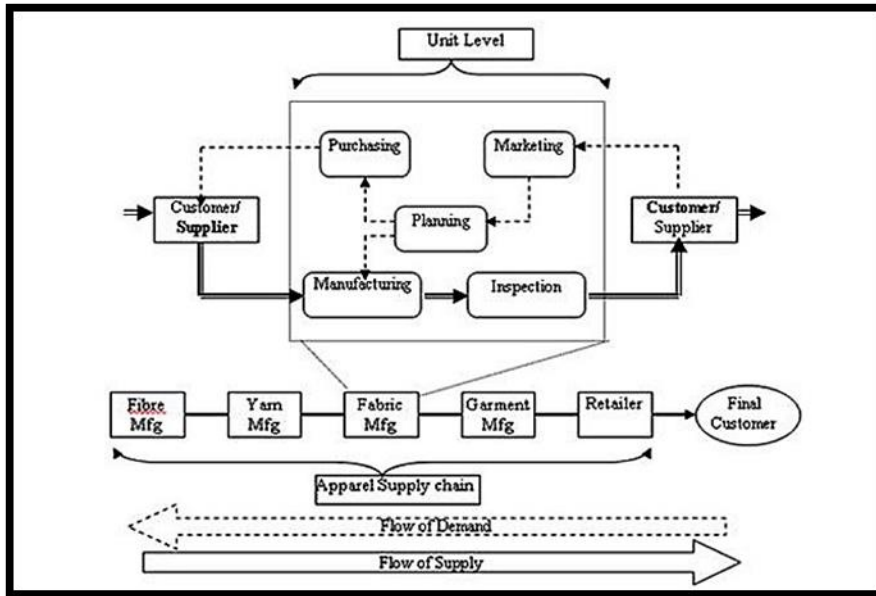 Unit Level
Purchasing
Marketing
Customer/
Supplier
Planning
Customer/
Supplier
Manufacturing
Inspection
Fibre
Mfg
Yarn
Mfg
Fabric
Mfg
Garment
Mfg
Retailer
Final
Customer
Apparel Supply chain
Flow of Demand
Flow of Supply